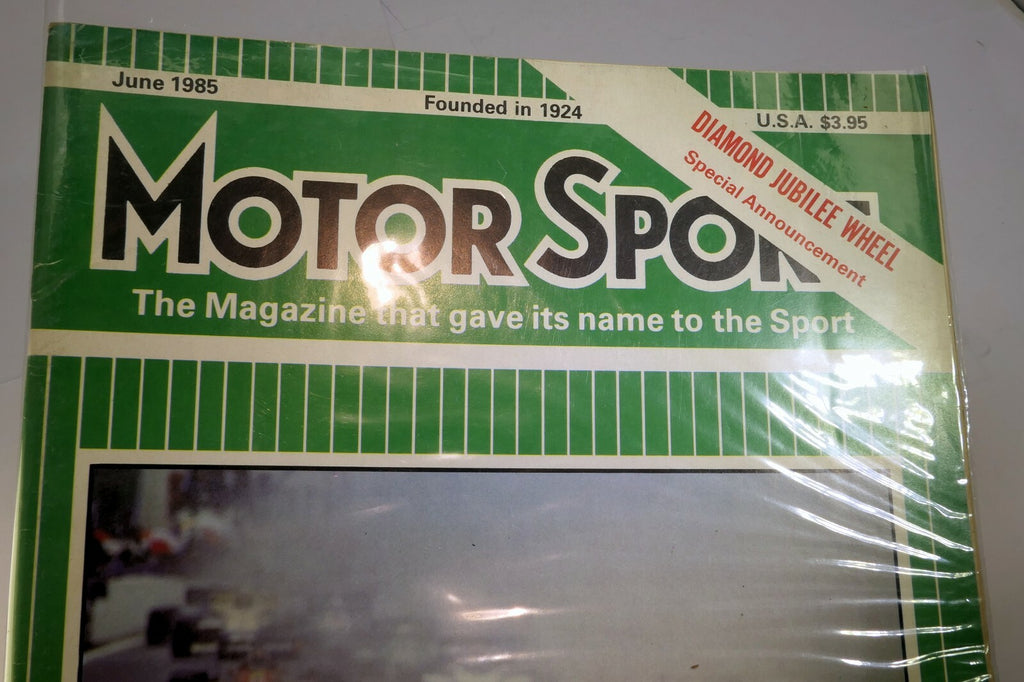 June 1985
Founded in 1924
U.S.A. $3.95
DIAMOND JUBILEE WHEEL
Special Announcement
MOTOR SPORT
The Magazine that gave its name to the Sport